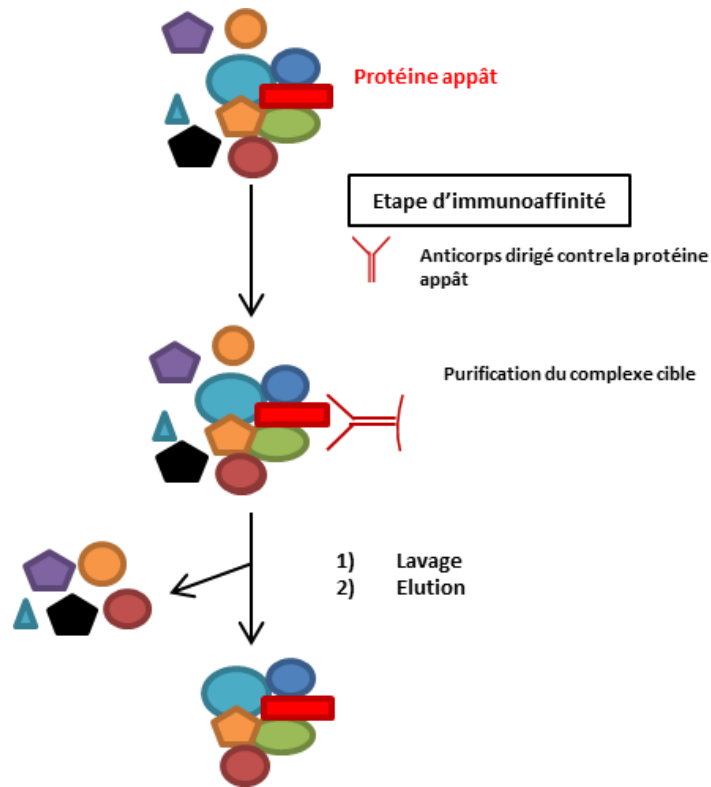 Protéine appât
Etape d'immunoaffinité
Anticorps dirigé contre la protéine
appât
Purification du complexe cible
1) Lavage
2) Elution